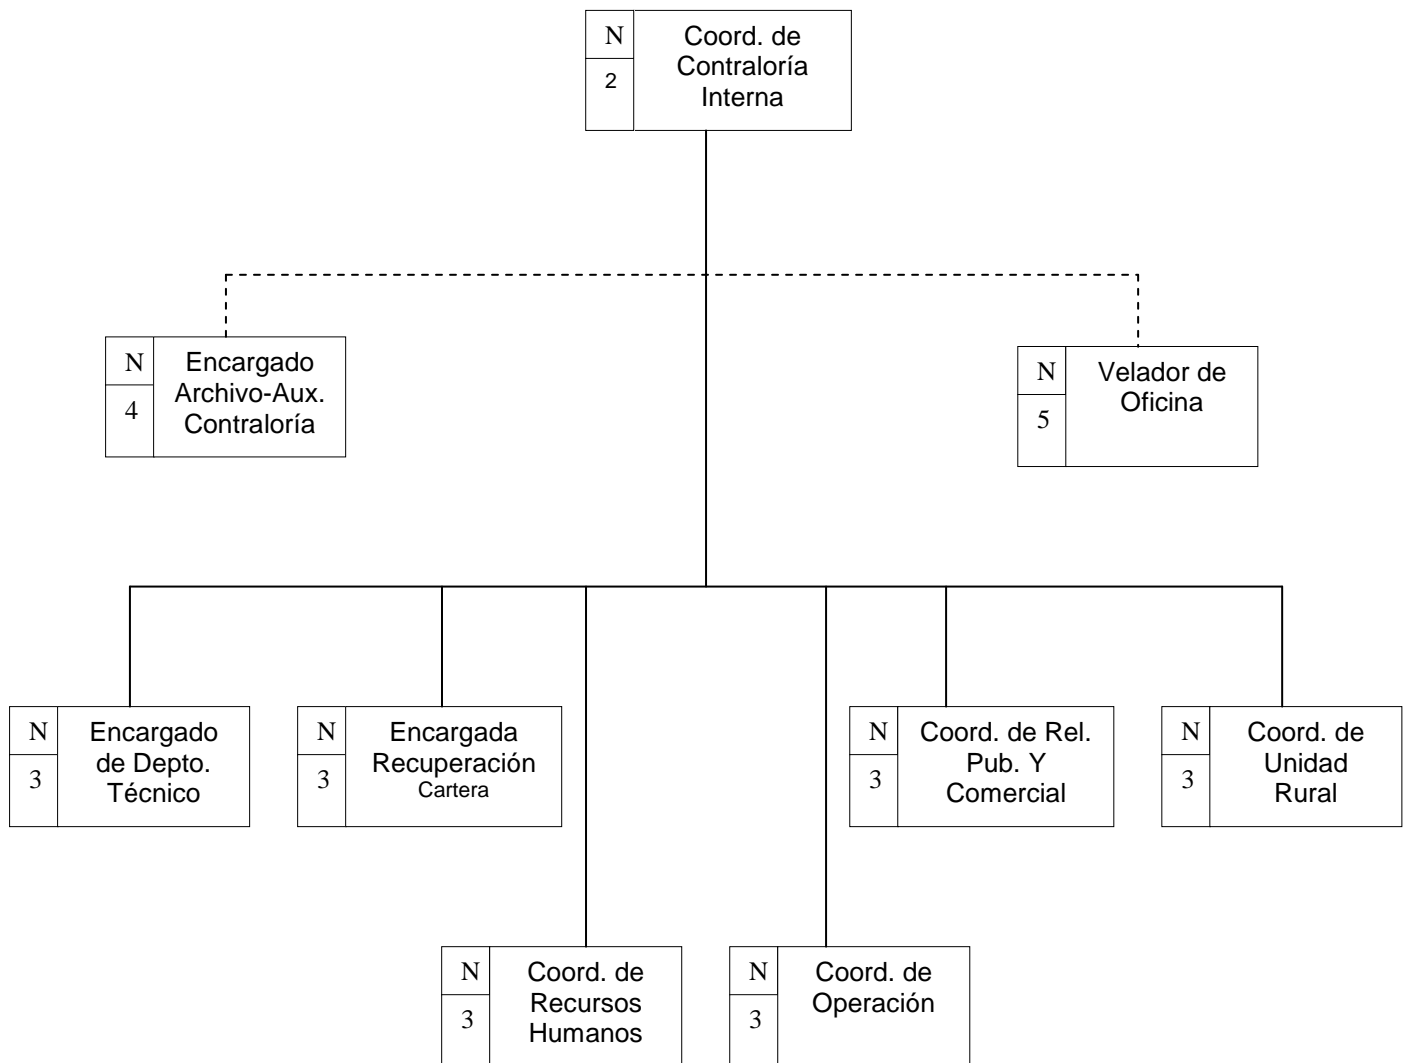 N
2
Coord. de
Contraloría
Interna
N
4
Encargado
Archivo-Aux.
Contraloría
N
5
Velador de
Oficina
N
3
Encargado
de Depto.
Técnico
N
3
Encargada
Recuperación
Cartera
N
3
Coord. de Rel.
Pub. Y
Comercial
N
3
Coord. de
Unidad
Rural
N
3
Coord. de
Recursos
Humanos
N
3
Coord. de
Operación